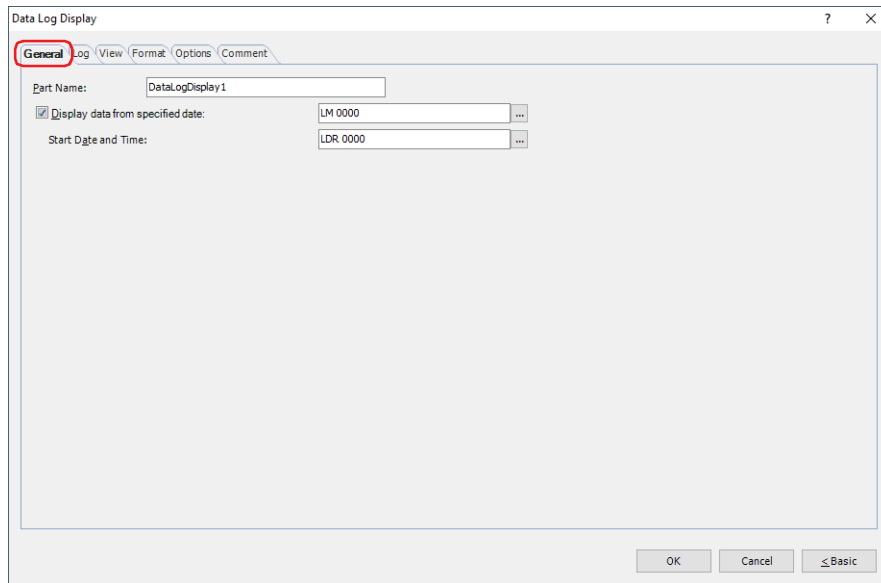 Data Log Display ? ×
General Log View Format Options Comment
Part Name: DataLogDisplay1
Display data from specified date: LM 0000 ...
Start Date and Time: LDR 0000 ...
OK Cancel < Basic